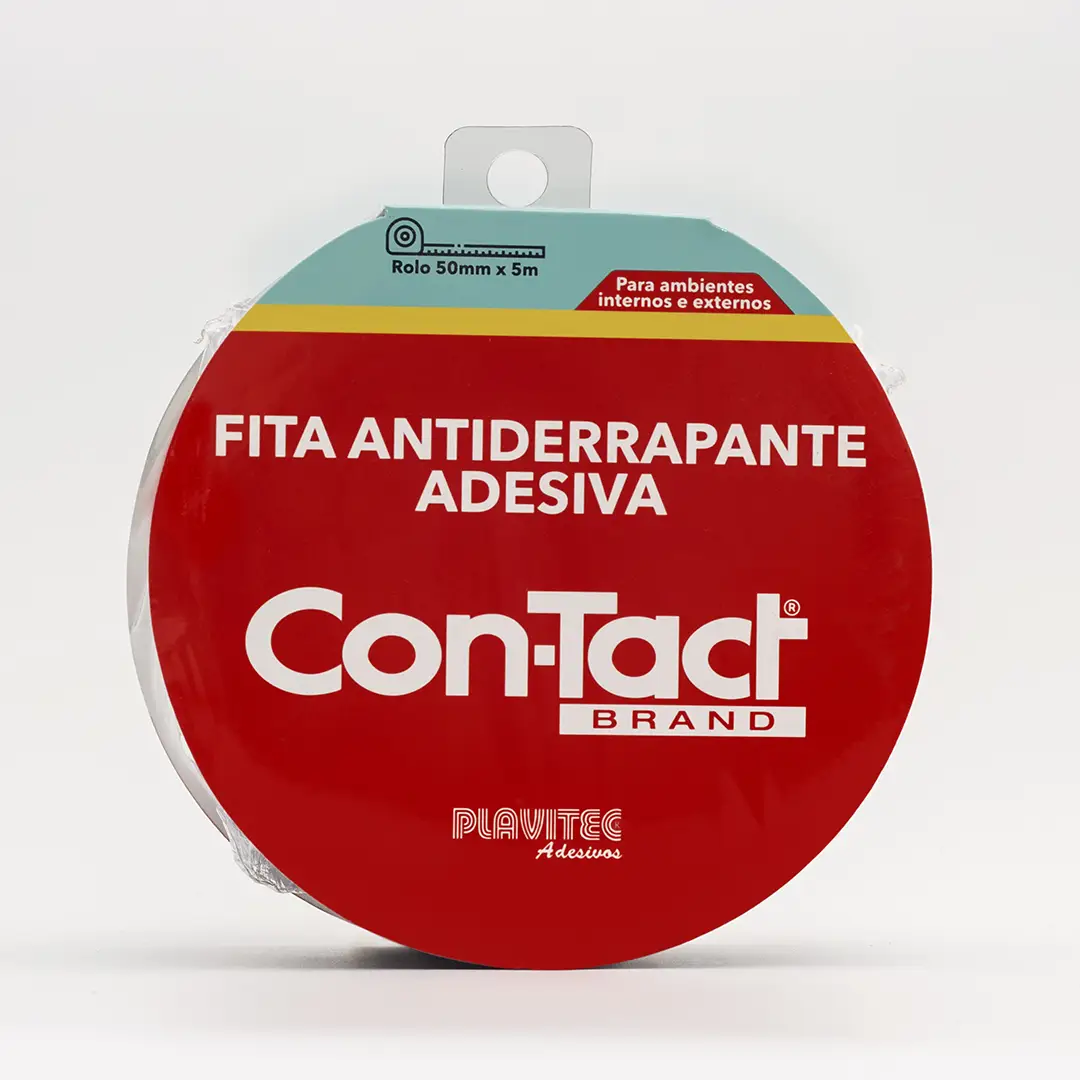 Rolo 50mm x 5m
Para ambientes
internos e externos
FITA ANTIDERRAPANTE
ADESIVA
Con-Tact®
BRAND
PLAVITEC
Adesivos